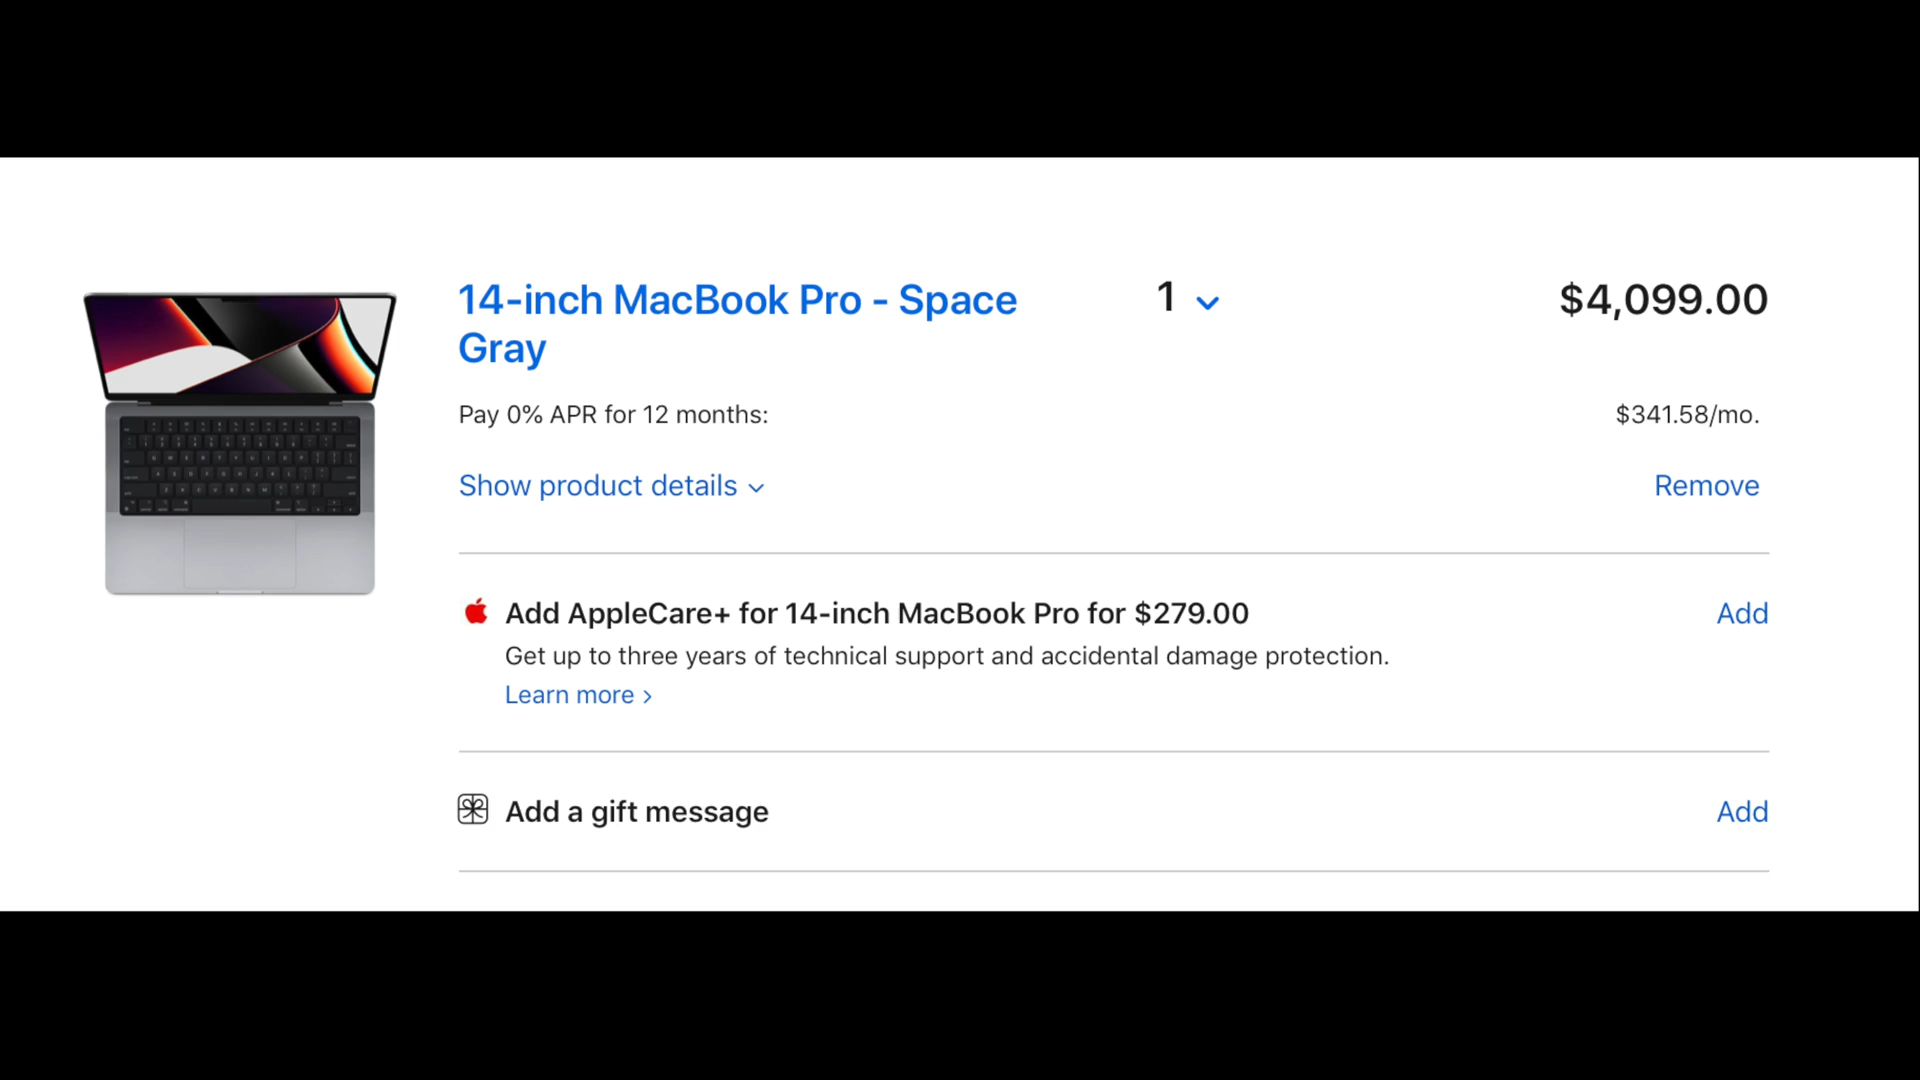 14-inch MacBook Pro - Space
Gray
1
$4,099.00
Pay 0% APR for 12 months:
$341.58/mo.
Show product details
Remove
Add AppleCare+ for 14-inch MacBook Pro for $279.00
Add
Get up to three years of technical support and accidental damage protection.
Learn more ›
Add a gift message
Add